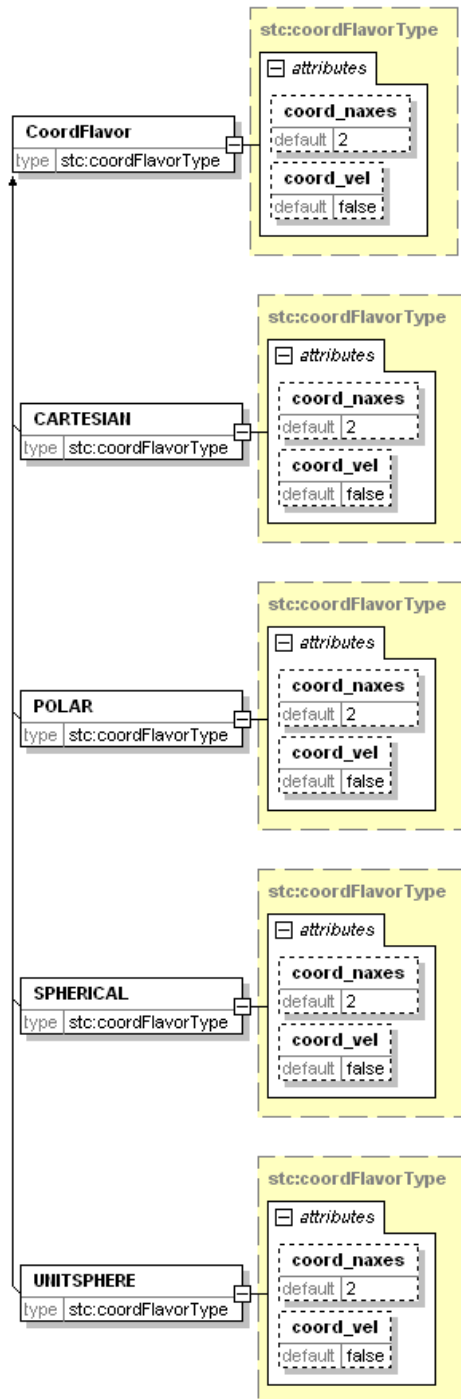 stc:coordFlavorType
attributes
coord_naxes
default 2
coord_vel
default false
CoordFlavor
type stc:coordFlavorType
stc:coordFlavorType
attributes
coord_naxes
default 2
coord_vel
default false
CARTESIAN
type stc:coordFlavorType
stc:coordFlavorType
attributes
coord_naxes
default 2
coord_vel
default false
POLAR
type stc:coordFlavorType
stc:coordFlavorType
attributes
coord_naxes
default 2
coord_vel
default false
SPHERICAL
type stc:coordFlavorType
stc:coordFlavorType
attributes
coord_naxes
default 2
coord_vel
default false
UNITSPHERE
type stc:coordFlavorType